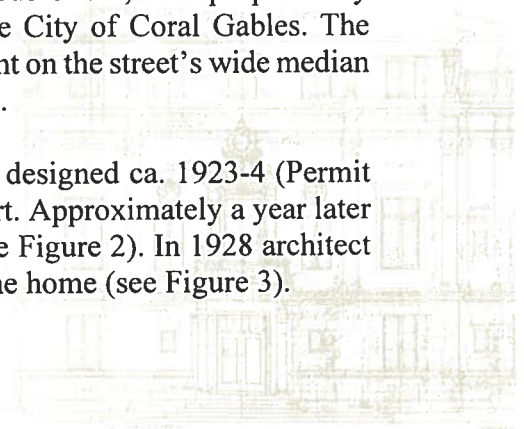 e City of Coral Gables. The
nt on the street's wide median
.
designed ca. 1923-4 (Permit
rt. Approximately a year later
e Figure 2). In 1928 architect
ne home (see Figure 3).